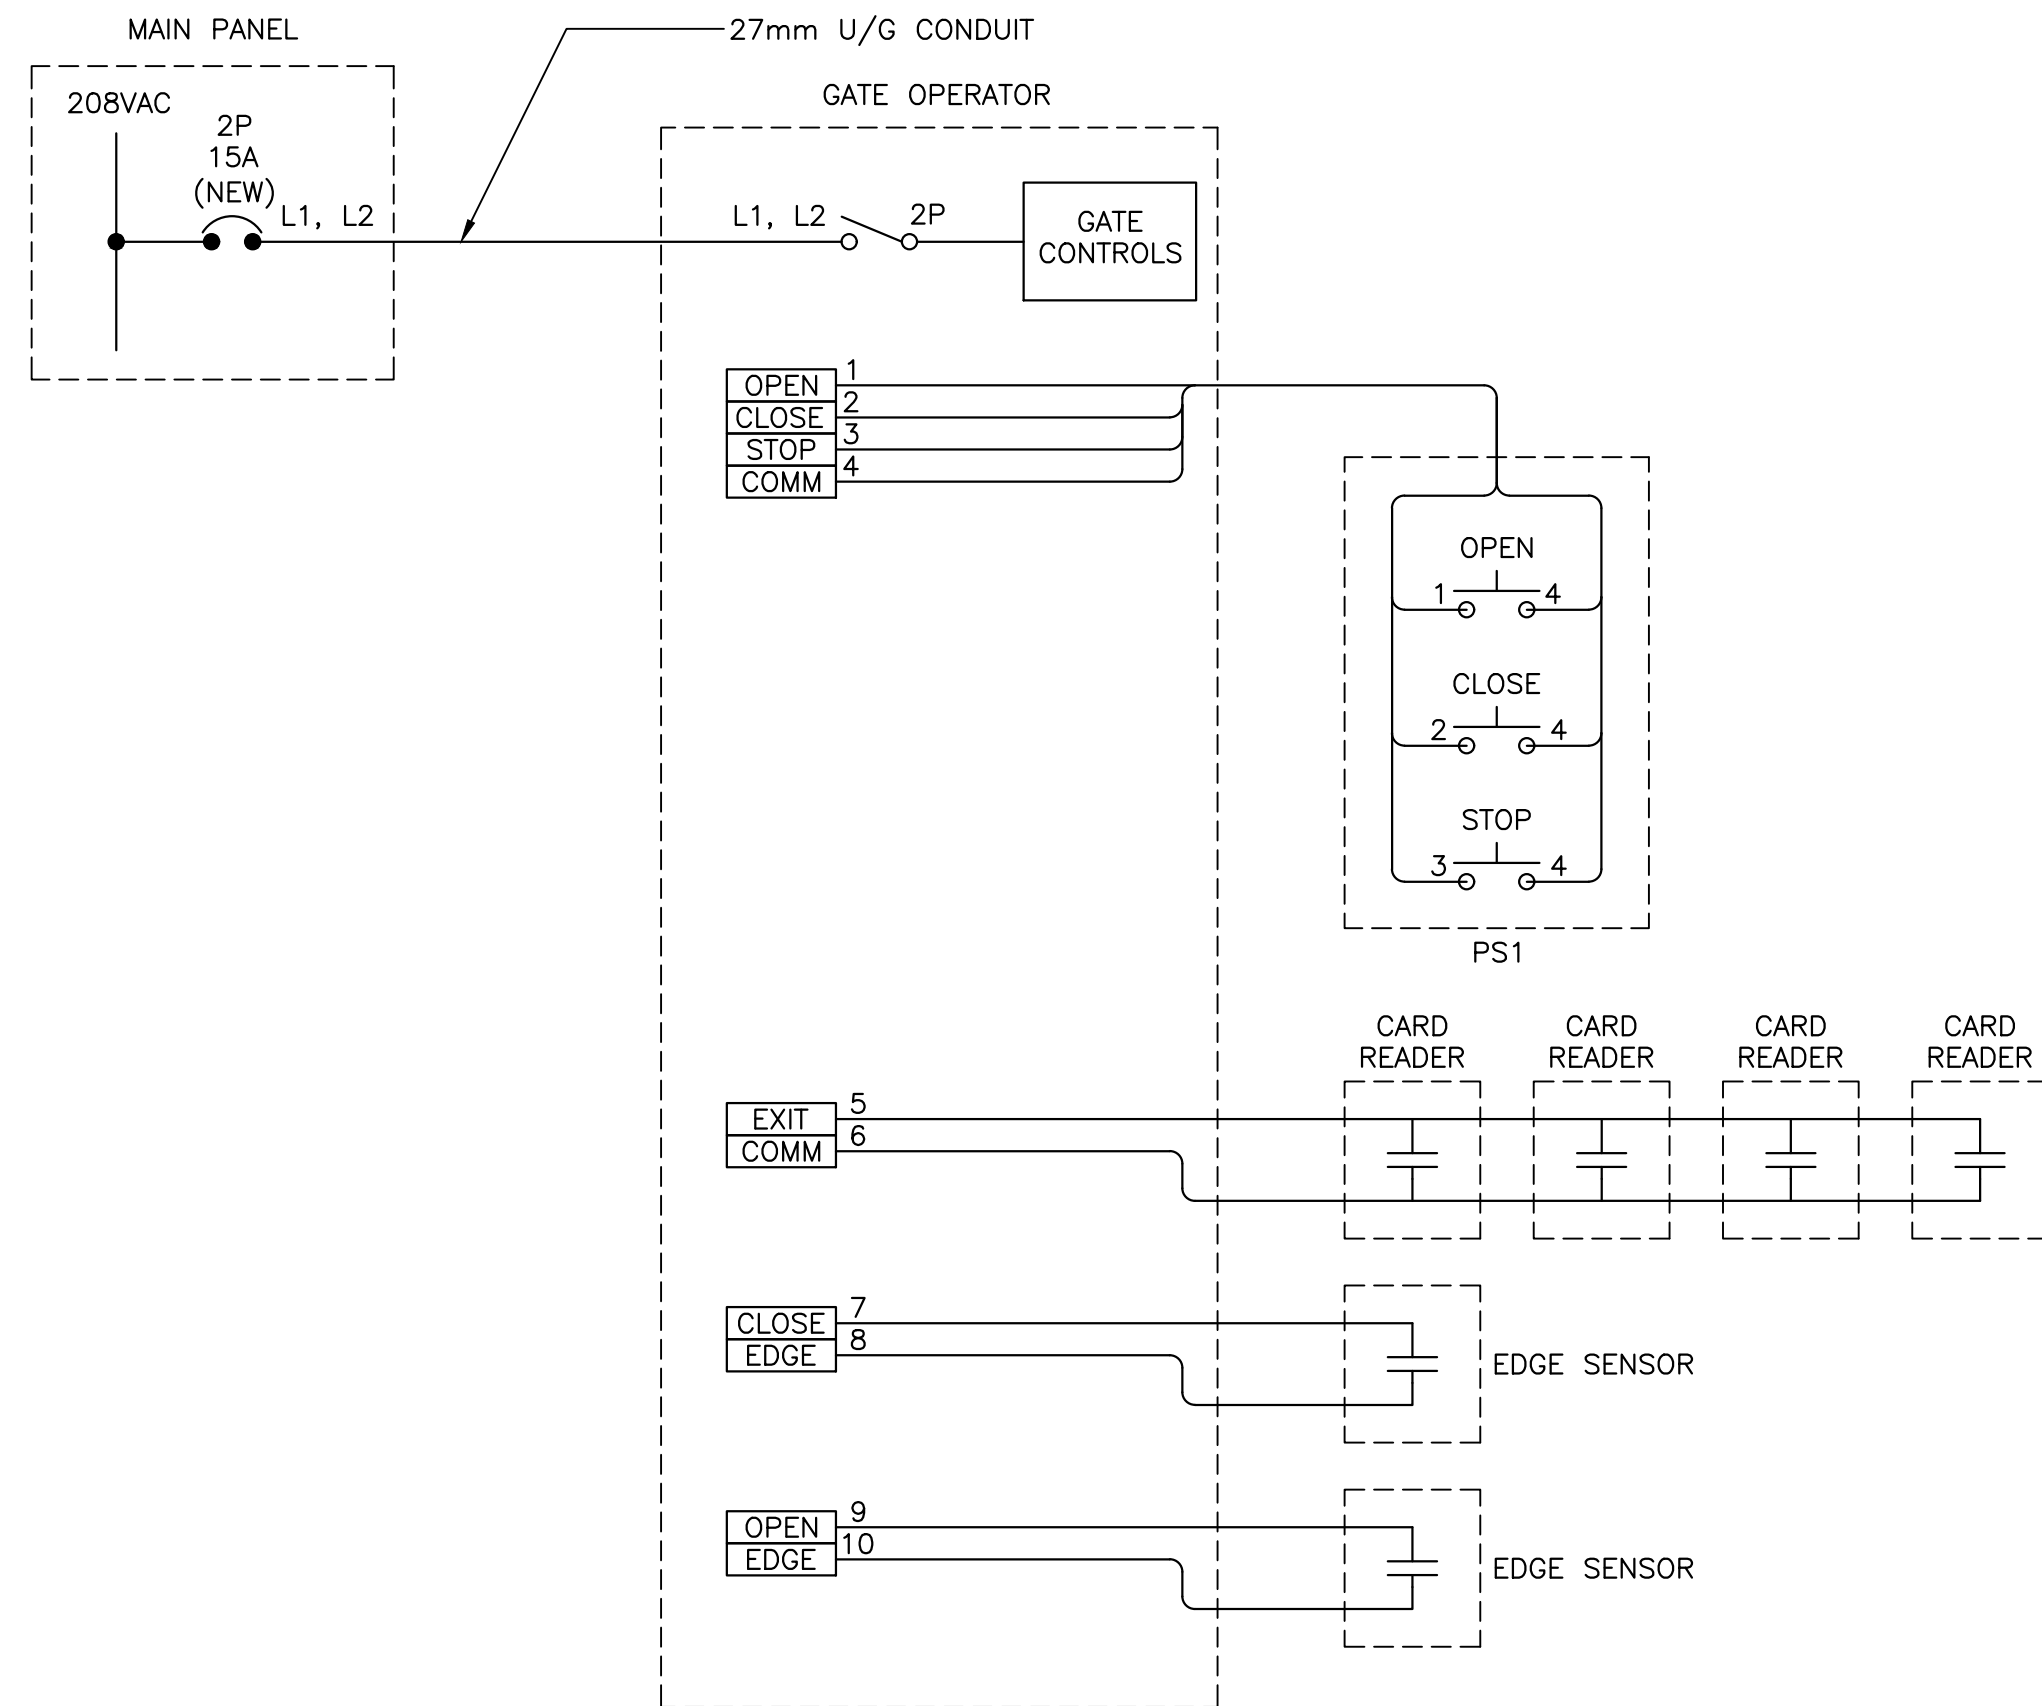 MAIN PANEL
27mm U/G CONDUIT
GATE OPERATOR
208VAC
2P
15A
(NEW)
L1, L2
L1, L2
2P
GATE
CONTROLS
OPEN
1
CLOSE
2
STOP
3
COMM
4
OPEN
1
4
CLOSE
2
4
STOP
3
4
PS1
CARD
READER
CARD
READER
CARD
READER
CARD
READER
EXIT
5
COMM
6
CLOSE
7
EDGE
8
EDGE SENSOR
OPEN
9
EDGE
10
EDGE SENSOR